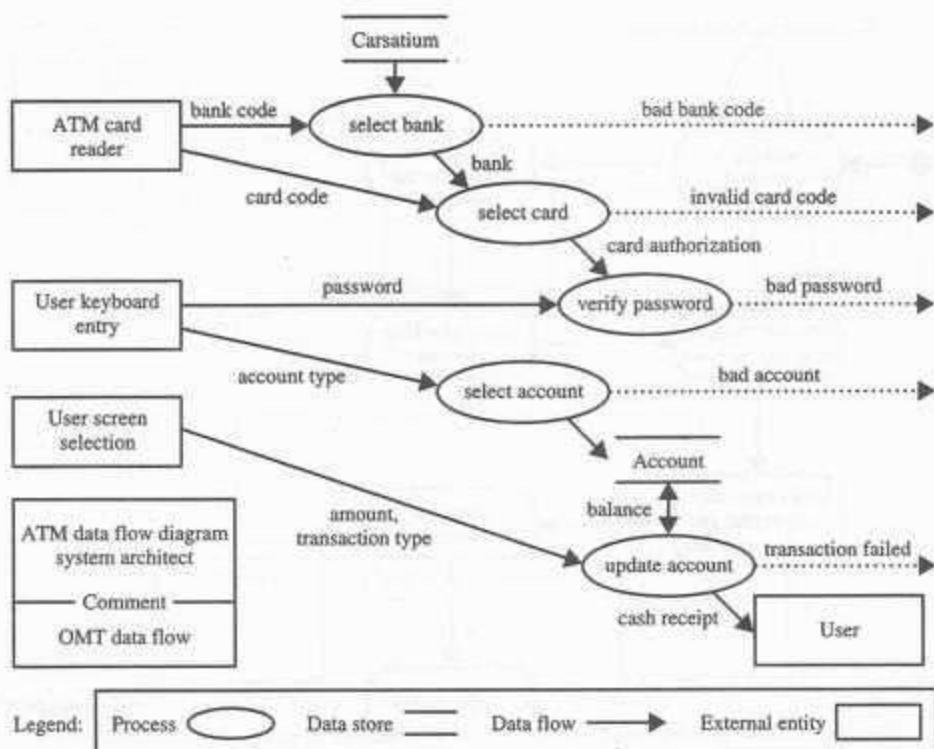 Carsatium
bank code
bad bank code
ATM card
reader
select bank
bank
card code
invalid card code
select card
card authorization
User keyboard
entry
password
bad password
verify password
account type
bad account
select account
User screen
selection
Account
balance
amount,
transaction type
transaction failed
update account
ATM data flow diagram
system architect
Comment
OMT data flow
cash receipt
User
Legend: Process Data store Data flow External entity